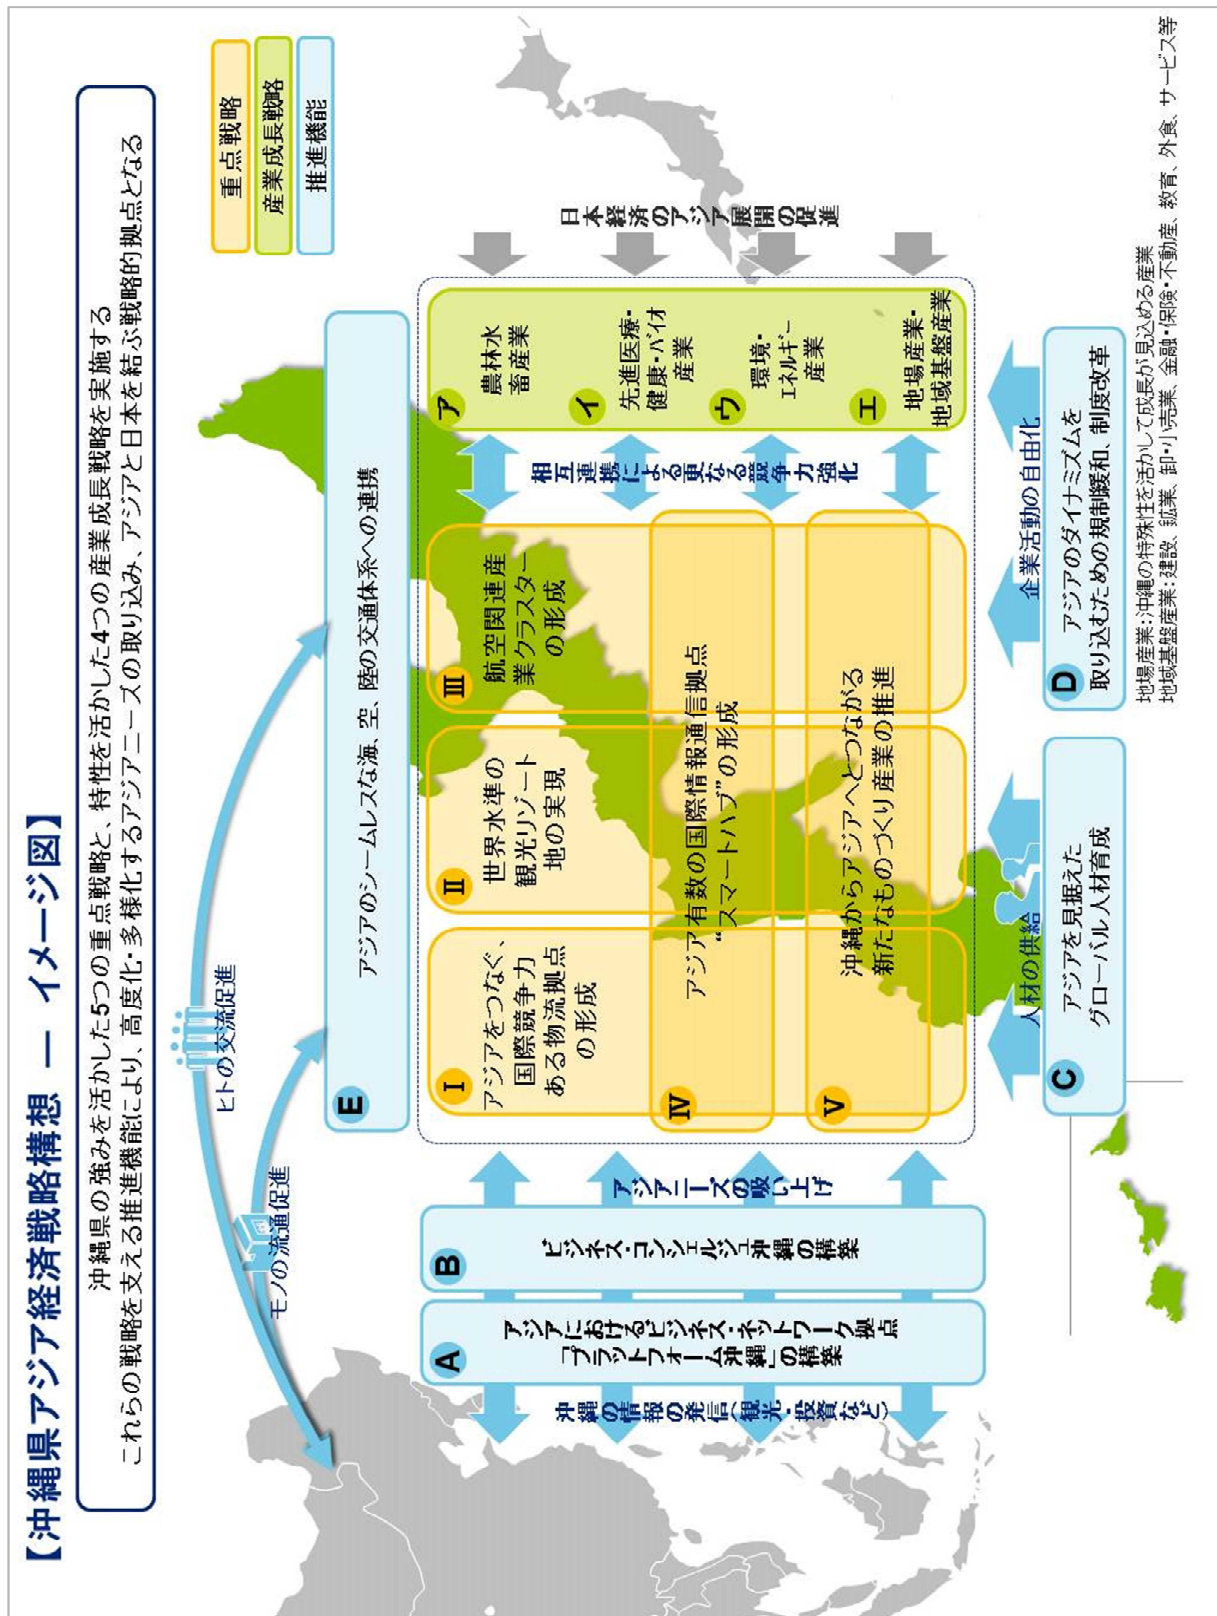 【沖縄県アジア経済戦略構想 ― イメージ図】
沖縄県の強みを活かした5つの重点戦略と、特性を活かした4つの産業成長戦略を実施する
これらの戦略を支える推進機能により、高度化・多様化するアジアニーズの取り込み、アジアと日本を結ぶ戦略的拠点となる
重点戦略
産業成長戦略
推進機能
ヒトの交流促進
モノの流通促進
E
アジアのシームレスな海、空、陸の交通体系への連携
A
アジアにおけるビジネス・ネットワーク拠点
「プラットフォーム沖縄」の構築
沖縄の情報の発信(観光・投資など)
B
ビジネス・コンシェルジュ沖縄の構築
アジアニーズの吸い上げ
Ⅰ
アジアをつなぐ、
国際競争力
ある物流拠点
の形成
Ⅱ
世界水準の
観光リゾート
地の実現
Ⅲ
航空関連産
業クラスター
の形成
Ⅳ
アジア有数の国際情報通信拠点
“スマートハブ”の形成
Ⅴ
沖縄からアジアへとつながる
新たなものづくり産業の推進
相互連携による更なる競争力強化
ア
農林水
畜産業
イ
先進医療・
健康・バイオ
産業
ウ
環境・
エネルギー
産業
エ
地場産業・
地域基盤産業
日本経済のアジア展開の促進
人材の供給
C
アジアを見据えた
グローバル人材育成
企業活動の自由化
D
アジアのダイナミズムを
取り込むための規制緩和、制度改革
地場産業:沖縄の特殊性を活かして成長が見込める産業
地域基盤産業:建設、鉱業、卸・小売業、金融・保険・不動産、教育、外食、サービス等